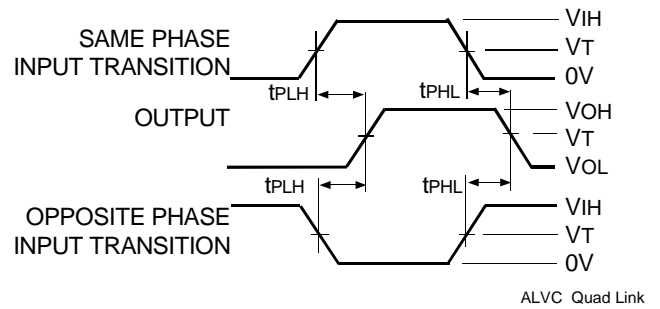 SAME PHASE
INPUT TRANSITION
VIH
VT
0V
tPLH
tPHL
OUTPUT
VOH
VT
VOL
tPLH
tPHL
OPPOSITE PHASE
INPUT TRANSITION
VIH
VT
0V
ALVC Quad Link